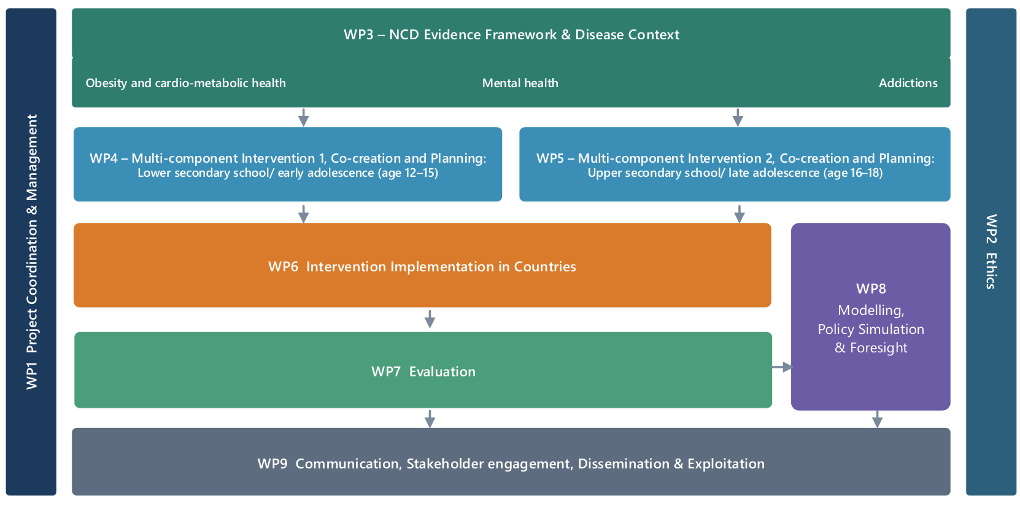 WP1 Project Coordination & Management
WP3 – NCD Evidence Framework & Disease Context
Obesity and cardio-metabolic health
Mental health
Addictions
WP4 – Multi-component Intervention 1, Co-creation and Planning:
Lower secondary school/ early adolescence (age 12–15)
WP5 – Multi-component Intervention 2, Co-creation and Planning:
Upper secondary school/ late adolescence (age 16–18)
WP6 Intervention Implementation in Countries
WP7 Evaluation
WP8
Modelling,
Policy Simulation
& Foresight
WP9 Communication, Stakeholder engagement, Dissemination & Exploitation
WP2 Ethics